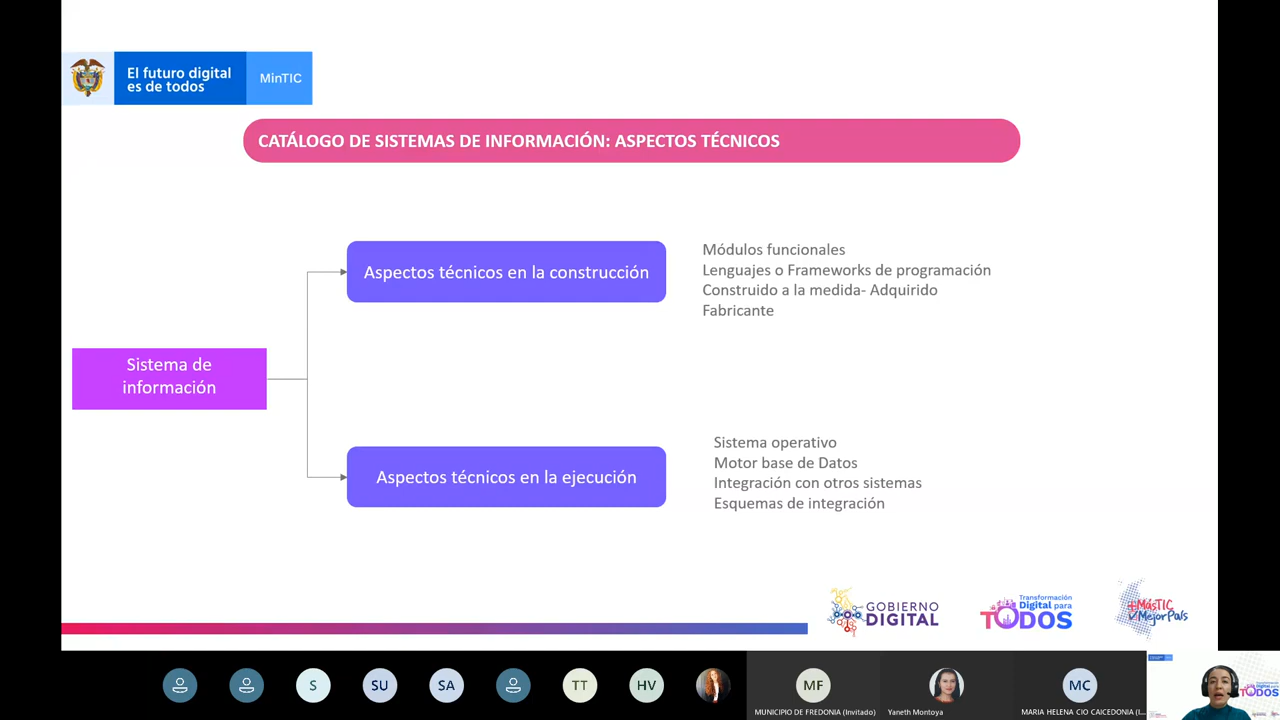 El futuro digital
es de todos
MinTIC
CATÁLOGO DE SISTEMAS DE INFORMACIÓN: ASPECTOS TÉCNICOS
Aspectos técnicos en la construcción
Módulos funcionales
Lenguajes o Frameworks de programación
Construido a la medida- Adquirido
Fabricante
Sistema de
información
Aspectos técnicos en la ejecución
Sistema operativo
Motor base de Datos
Integración con otros sistemas
Esquemas de integración
GOBIERNO
DIGITAL
Transformación
Digital para
TODOS
+MásTIC
MejorPaís
S
SU
SA
TT
HV
MF
MC
MUNICIPIO DE FREDONIA (Invitado)
Yaneth Montoya
MARIA HELENA CIO CAICEDONIA (I...
TODOS